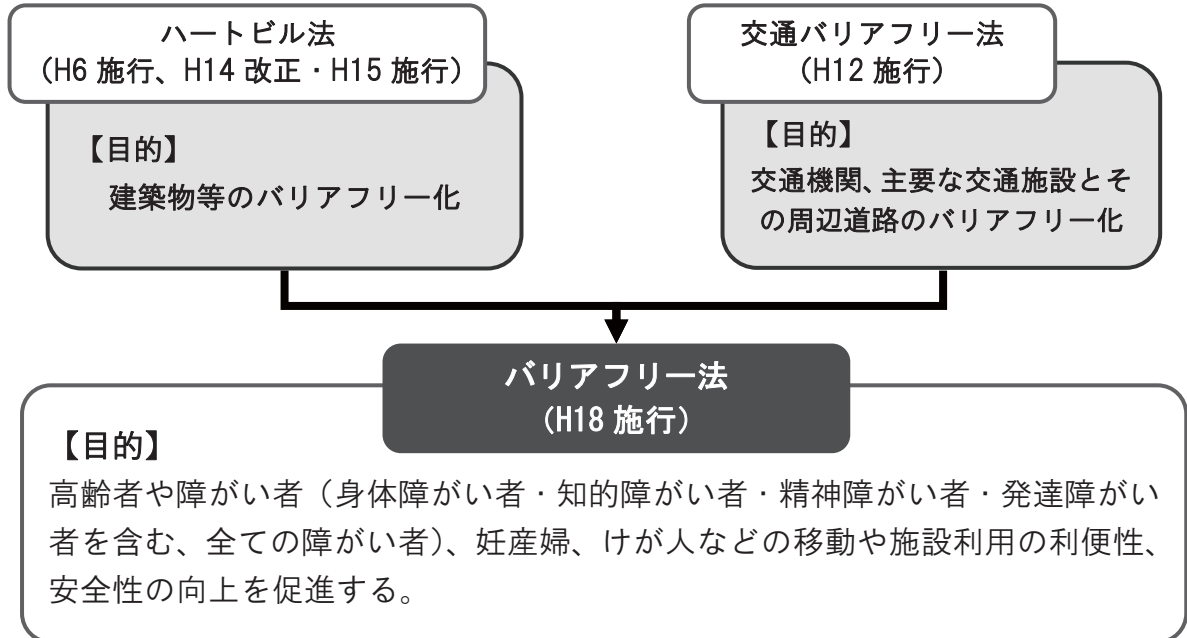 ハートビル法
（H6 施行、H14 改正・H15 施行）
【目的】
建築物等のバリアフリー化
交通バリアフリー法
（H12 施行）
【目的】
交通機関、主要な交通施設とそ
の周辺道路のバリアフリー化
バリアフリー法
（H18 施行）
【目的】
高齢者や障がい者（身体障がい者・知的障がい者・精神障がい者・発達障がい
者を含む、全ての障がい者）、妊産婦、けが人などの移動や施設利用の利便性、
安全性の向上を促進する。